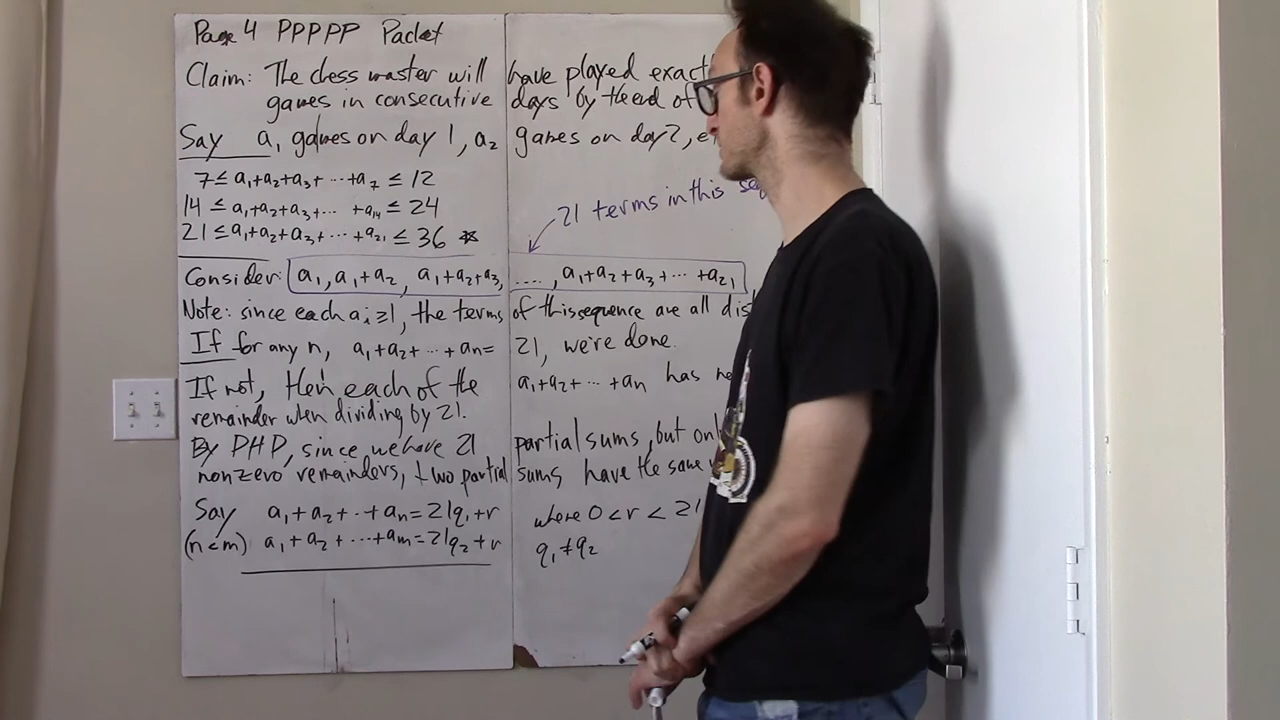 Page 4 PPPPP Packet
Claim: The chess master will have played exact
games in consecutive days by the end of
Say a₁ games on day 1, a₂ games on day 2,
7 ≤ a₁+a₂+a₃+ ⋯ +a₇ ≤ 12
14 ≤ a₁+a₂+a₃+⋯ +a₁₄ ≤ 24
21 ≤ a₁+a₂+a₃+⋯+a₂₁ ≤ 36 *
21 terms in this
Consider: a₁, a₁+a₂, a₁+a₂+a₃, ...., a₁+a₂+a₃+⋯+a₂₁
Note: since each aᵢ≥1, the terms of this sequence are all dist
If for any n, a₁+a₂+⋯+aₙ= 21, we're done.
If not, then each of the a₁+a₂+⋯+aₙ has
remainder when dividing by 21.
By PHP, since we have 21 partial sums, but
nonzero remainders, two partial sums have the same
Say a₁+a₂+⋯+aₙ=21q₁+r where 0<r<21
(n<m) a₁+a₂+⋯+aₘ=21q₂+r q₁≠q₂